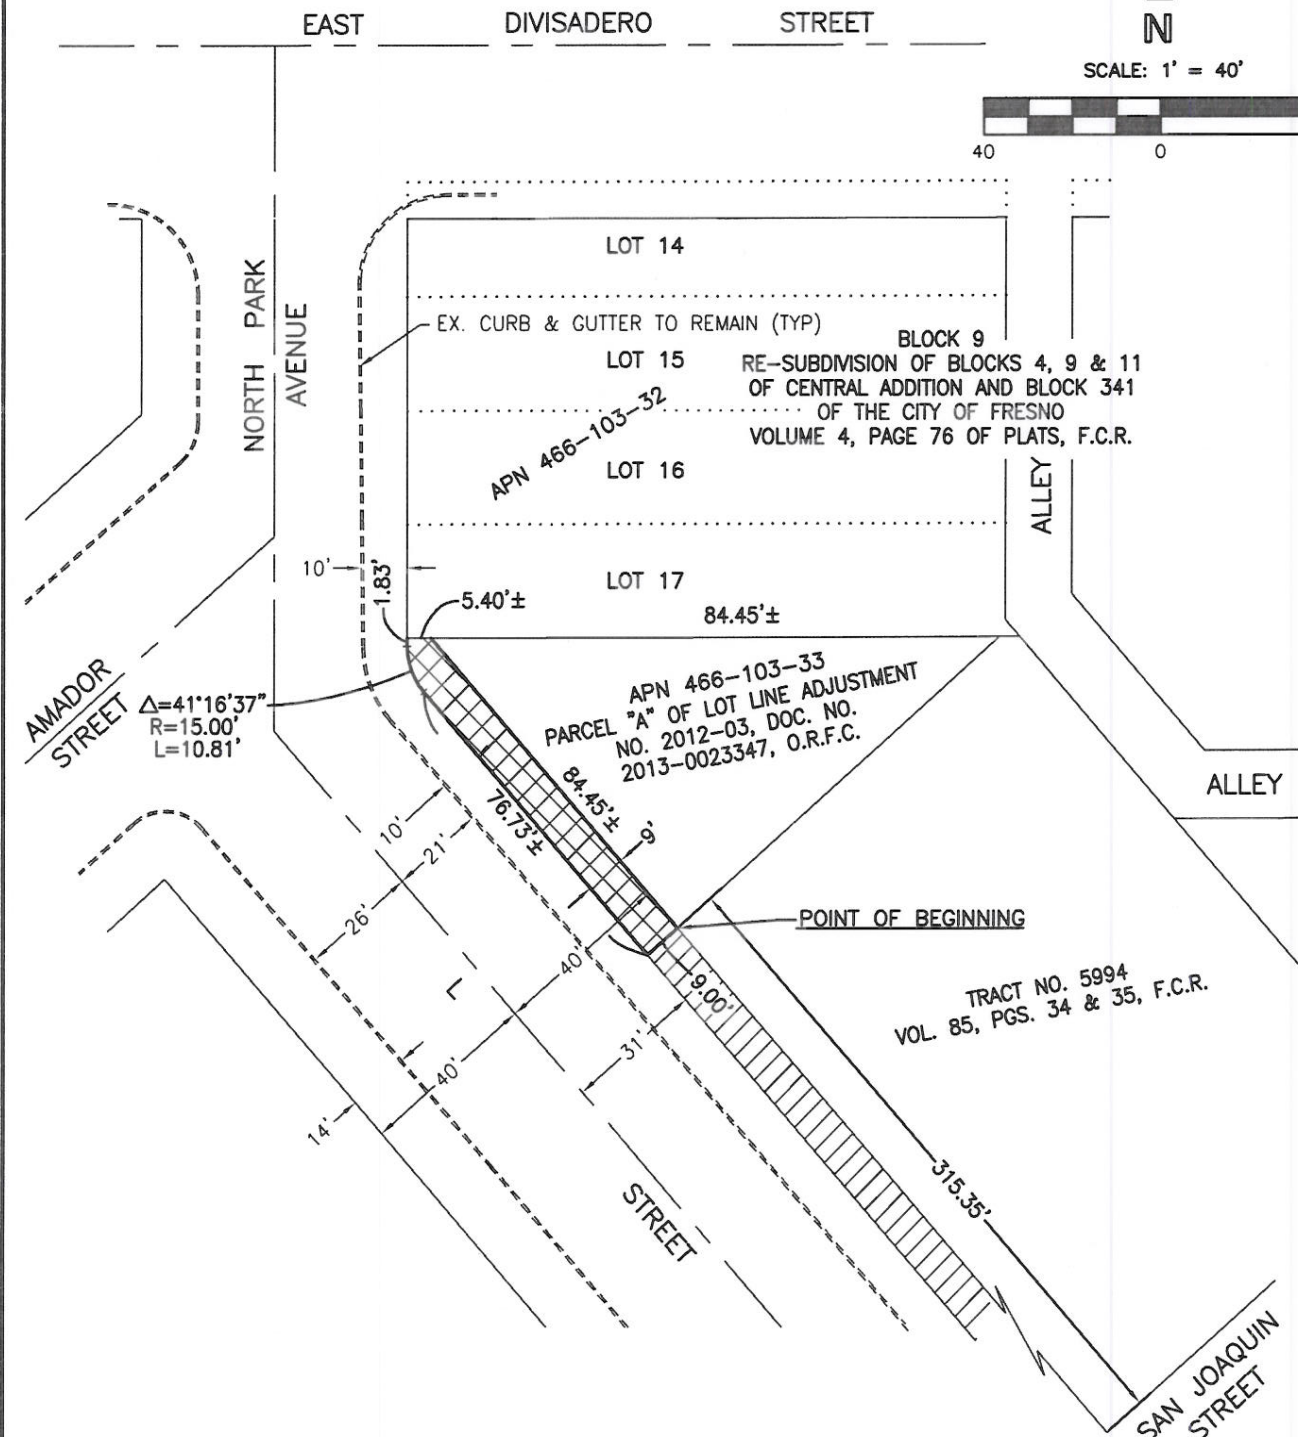 EAST DIVISADERO STREET
N
SCALE: 1' = 40'
40 0
LOT 14
NORTH PARK
AVENUE
EX. CURB & GUTTER TO REMAIN (TYP)
LOT 15
BLOCK 9
RE-SUBDIVISION OF BLOCKS 4, 9 & 11
OF CENTRAL ADDITION AND BLOCK 341
OF THE CITY OF FRESNO
VOLUME 4, PAGE 76 OF PLATS, F.C.R.
APN 466-103-32
LOT 16
ALLEY
10'
1.83'
LOT 17
5.40'±
84.45'±
AMADOR
STREET
Δ=41°16'37"
R=15.00'
L=10.81'
APN 466-103-33
PARCEL "A" OF LOT LINE ADJUSTMENT
NO. 2012-03, DOC. NO.
2013-0023347, O.R.F.C.
ALLEY
84.45'±
76.73'±
9'
10'
21'
26'
POINT OF BEGINNING
40'
9.00'
L
TRACT NO. 5994
VOL. 85, PGS. 34 & 35, F.C.R.
31'
40'
14'
STREET
315.35'
SAN JOAQUIN
STREET